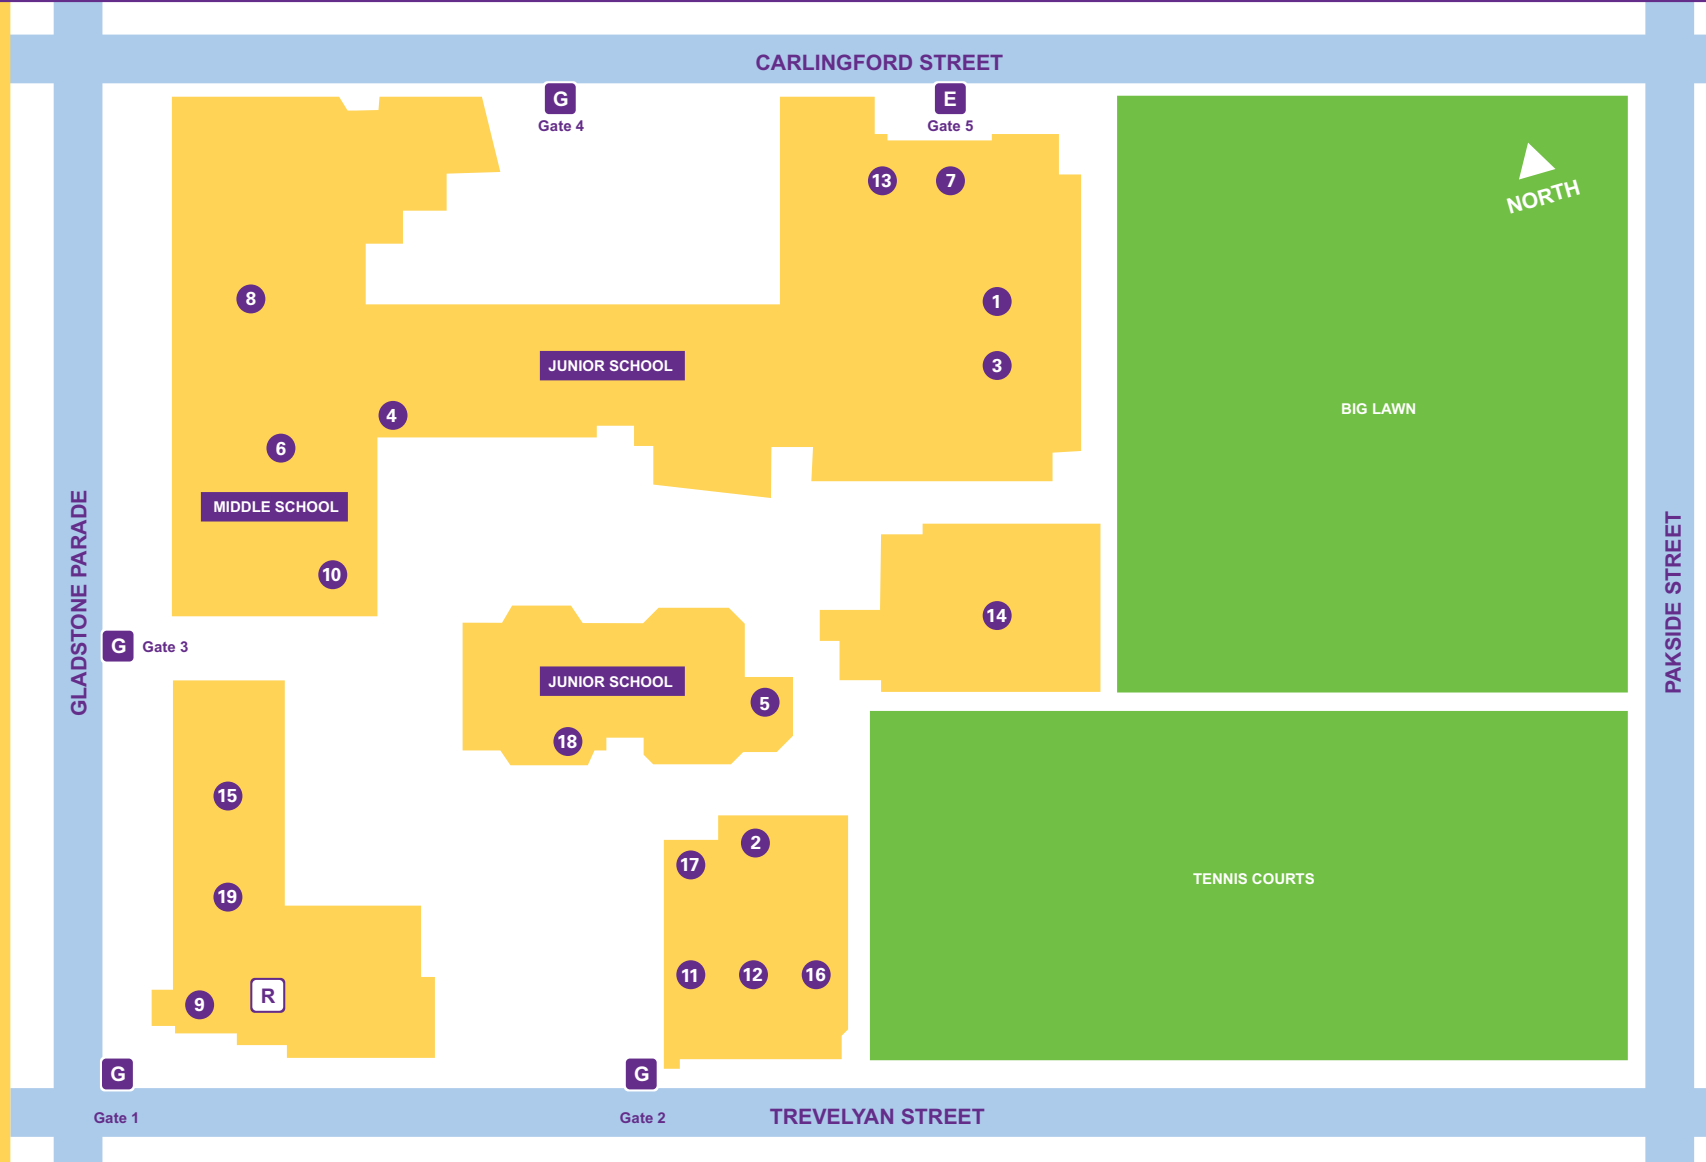 CARLINGFORD STREET
G
E
Gate 4
Gate 5
13
7
NORTH
8
1
JUNIOR SCHOOL
3
4
BIG LAWN
6
MIDDLE SCHOOL
GLADSTONE PARADE
PAKSIDE STREET
10
14
G
Gate 3
JUNIOR SCHOOL
5
18
15
2
17
TENNIS COURTS
19
11
12
16
R
9
G
G
Gate 1
Gate 2
TREVELYAN STREET